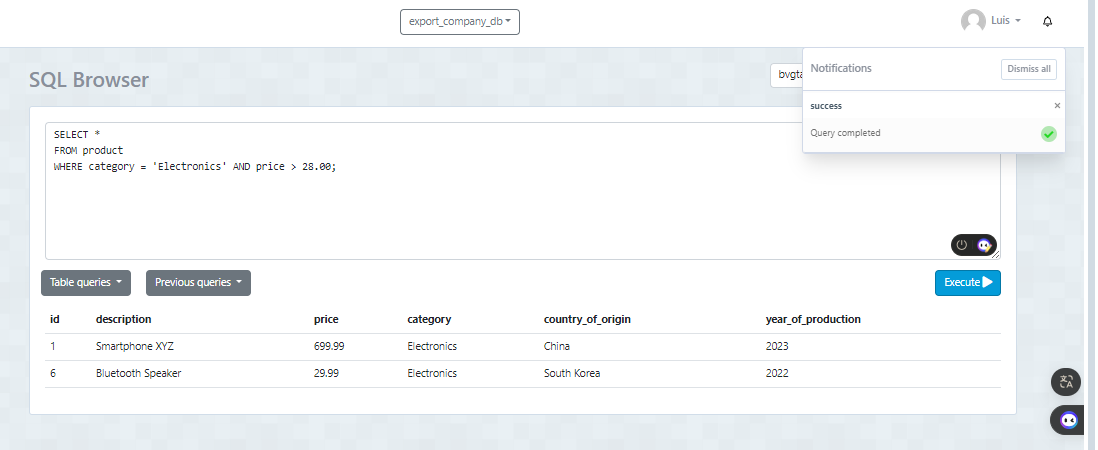 export_company_db
Luis
SQL Browser
Notifications
Dismiss all
success
×
Query completed
SELECT *
FROM product
WHERE category = 'Electronics' AND price > 28.00;
Table queries
Previous queries
Execute
id description price category country_of_origin year_of_production
1 Smartphone XYZ 699.99 Electronics China 2023
6 Bluetooth Speaker 29.99 Electronics South Korea 2022